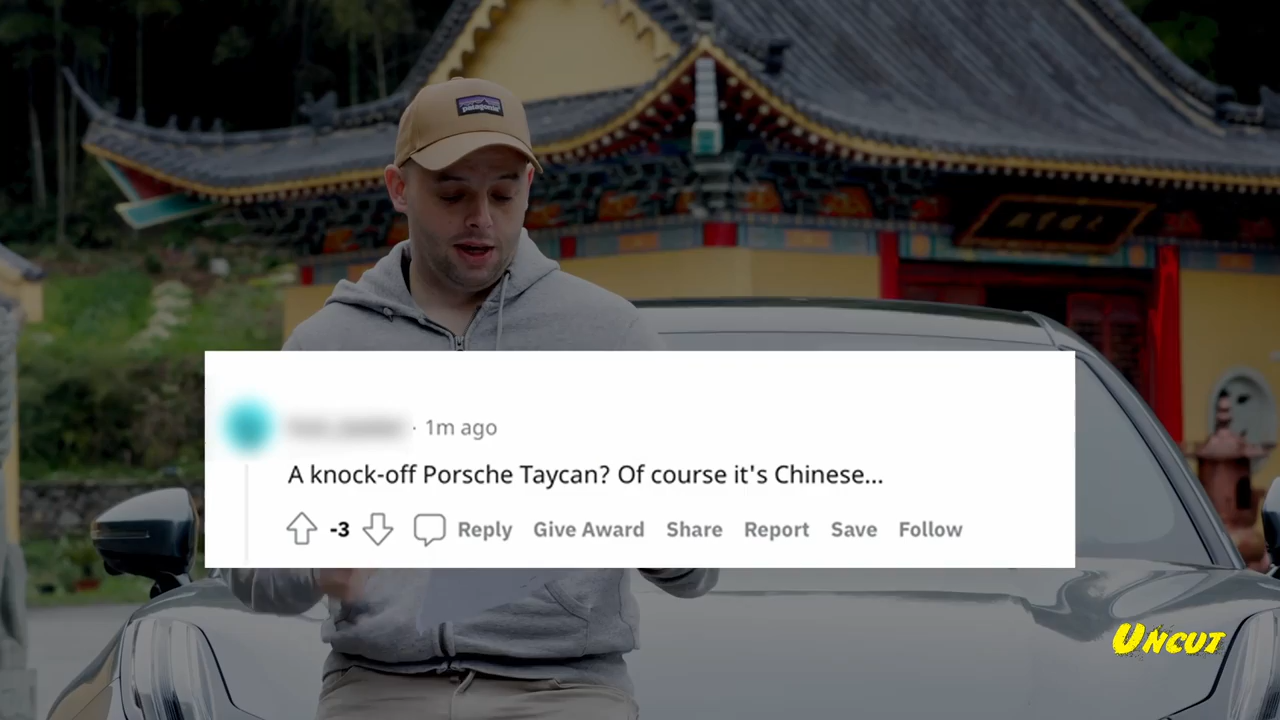 patagonia
· 1m ago
A knock-off Porsche Taycan? Of course it's Chinese...
-3 Reply Give Award Share Report Save Follow
Uncut